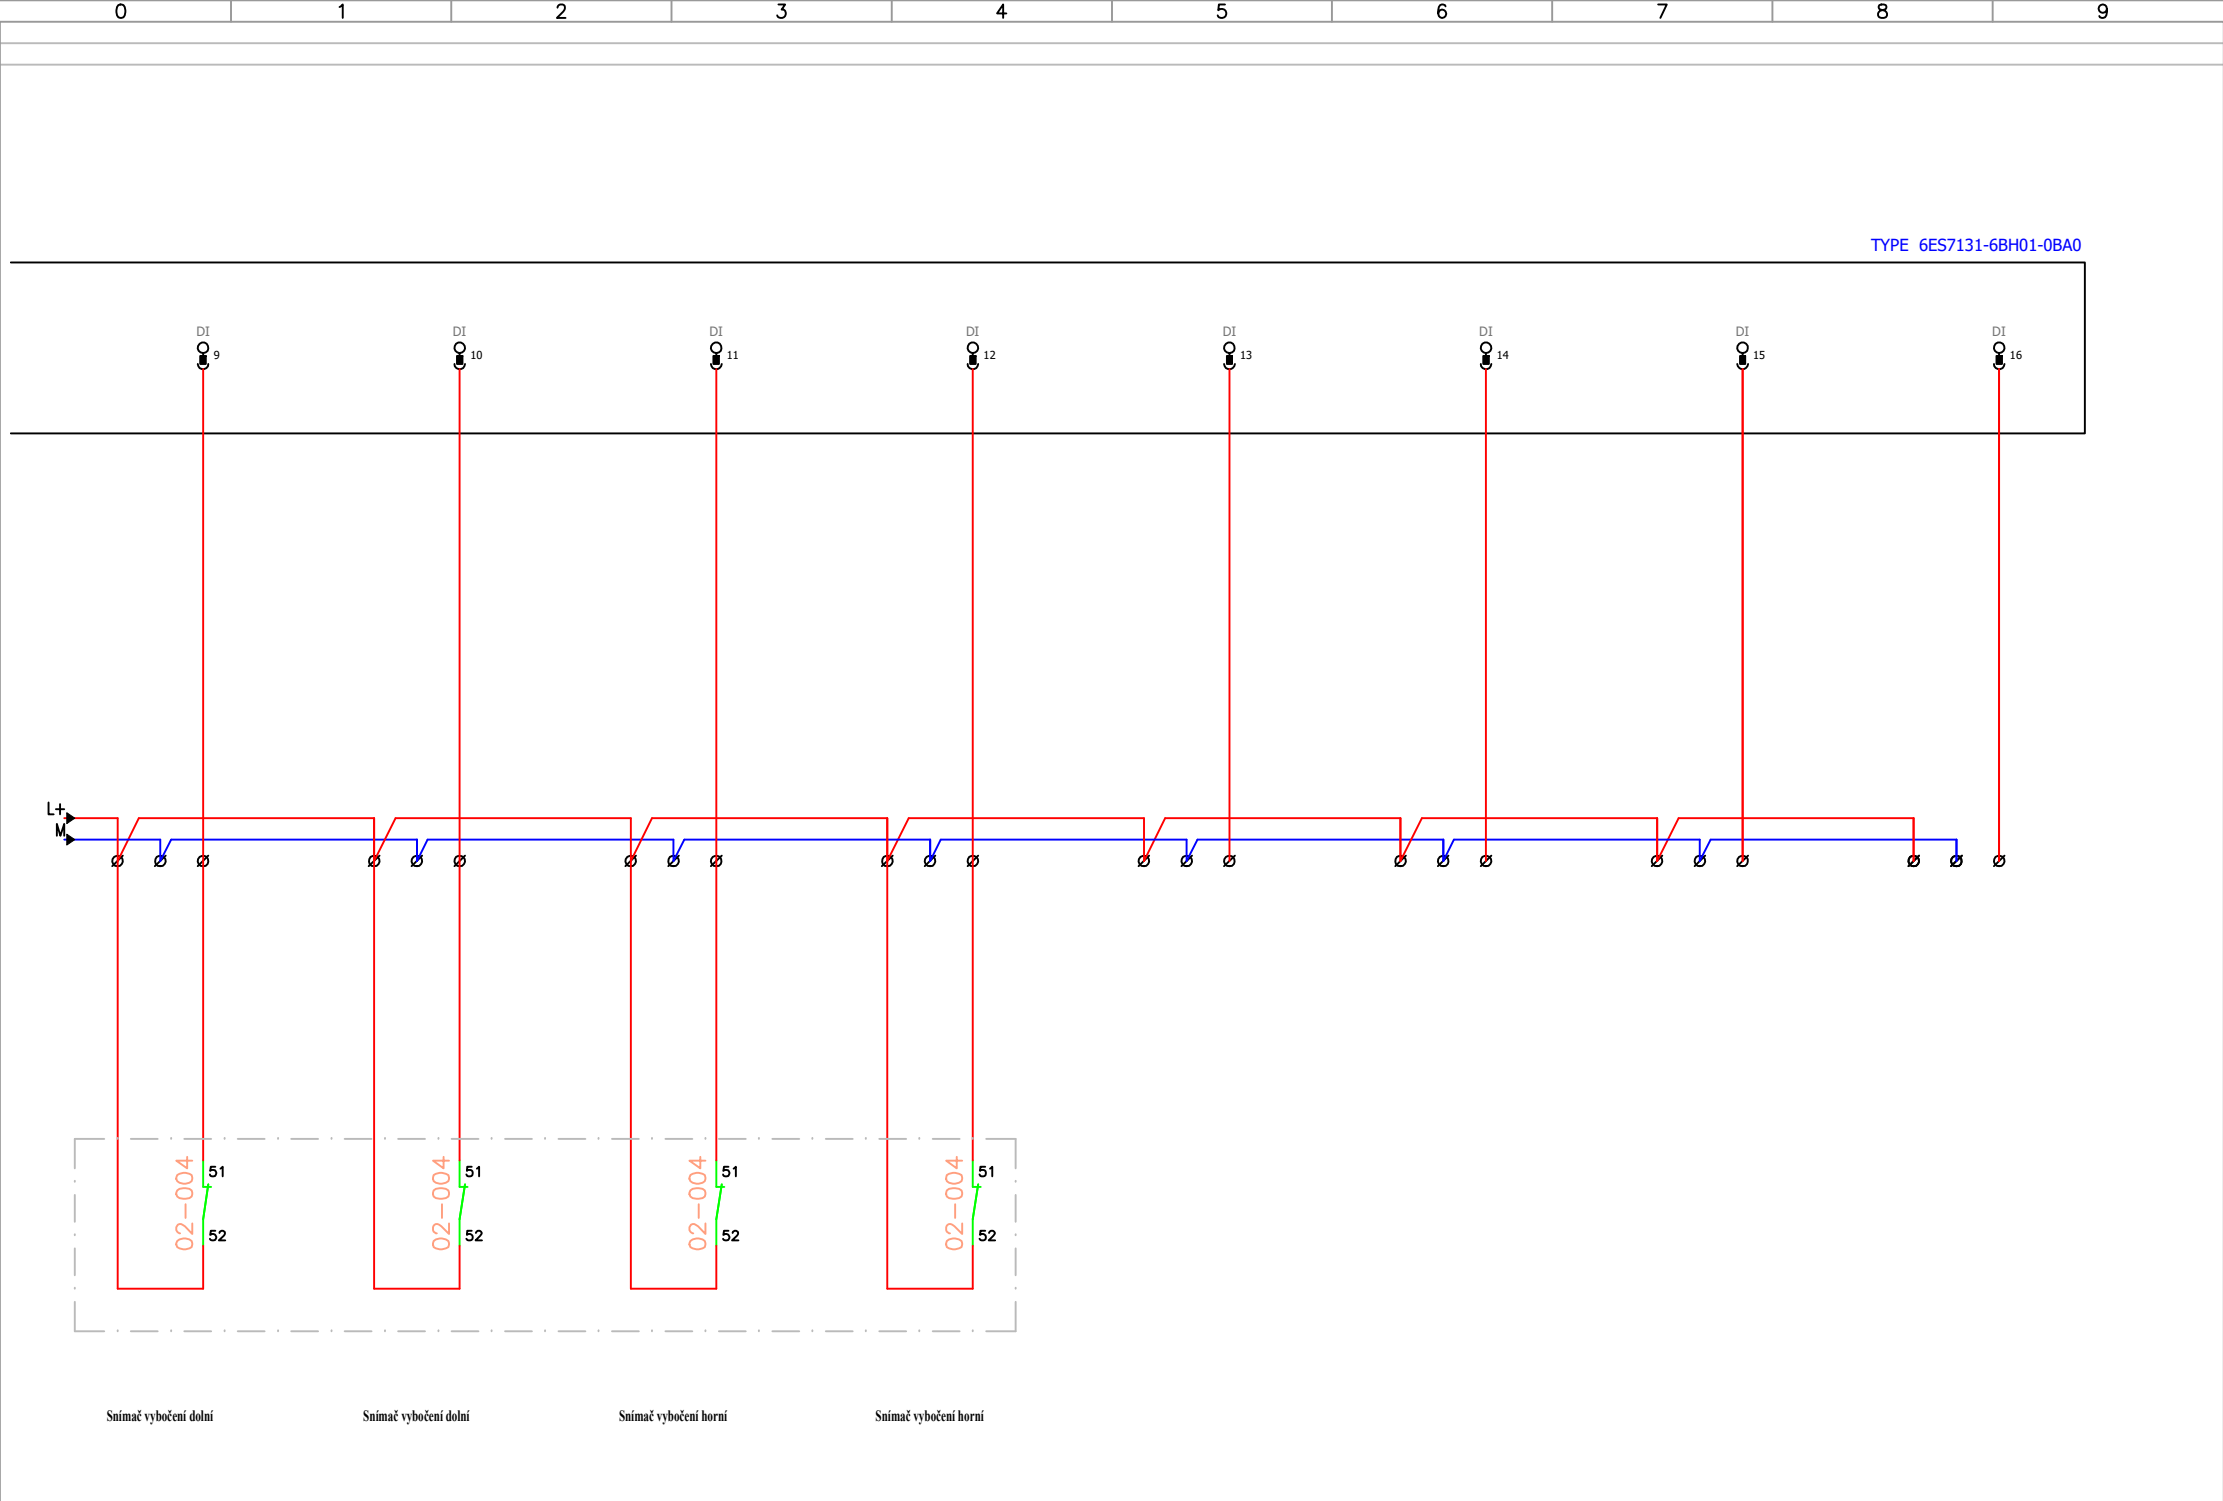 0 1 2 3 4 5 6 7 8 9
TYPE 6ES7131-6BH01-0BA0
DI DI DI DI DI DI DI DI
9 10 11 12 13 14 15 16
L+
M
02-004 51 02-004 51 02-004 51 02-004 51
52 52 52 52
Snímač vybočení dolní Snímač vybočení dolní Snímač vybočení horní Snímač vybočení horní